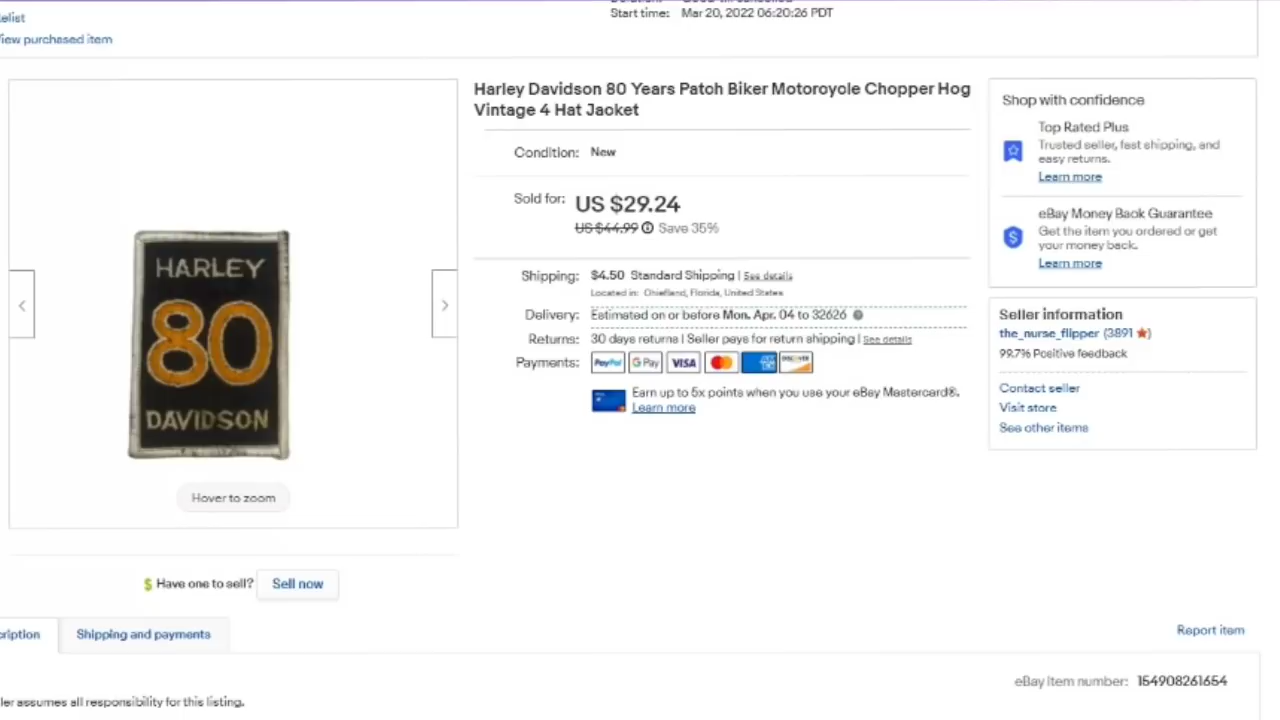 elist
Start time: Mar 20, 2022 06:20:26 PDT
iew purchased item
Harley Davidson 80 Years Patch Biker Motorcycle Chopper Hog
Vintage 4 Hat Jacket
Condition: New
Sold for: US $29.24
US $44.99 Save 35%
Shipping: $4.50 Standard Shipping | See details
Located in: Chiefland, Florida, United States
Delivery: Estimated on or before Mon. Apr. 04 to 32626
Returns: 30 days returns | Seller pays for return shipping | See details
Payments: PayPal G Pay VISA DISCOVER
Earn up to 5x points when you use your eBay Mastercard®.
Learn more
Shop with confidence
Top Rated Plus
Trusted seller, fast shipping, and
easy returns.
Learn more
eBay Money Back Guarantee
Get the item you ordered or get
your money back.
Learn more
Seller information
the_nurse_flipper (3891)
99.7% Positive feedback
Contact seller
Visit store
See other items
HARLEY
80
DAVIDSON
Hover to zoom
$ Have one to sell? Sell now
cription
Shipping and payments
Report item
eBay item number: 154908261654
ler assumes all responsibility for this listing.